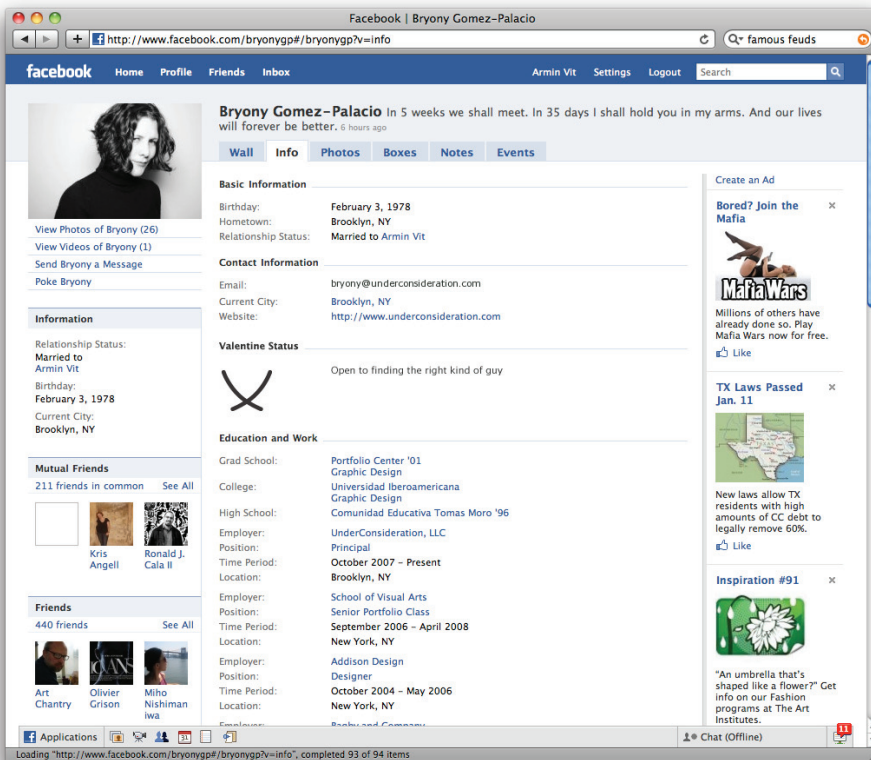 Facebook | Bryony Gomez-Palacio
http://www.facebook.com/bryonygp#/bryonygp?v=info
famous feuds
facebook Home Profile Friends Inbox Armin Vit Settings Logout Search
Bryony Gomez-Palacio In 5 weeks we shall meet. In 35 days I shall hold you in my arms. And our lives
will forever be better. 6 hours ago
Wall Info Photos Boxes Notes Events
View Photos of Bryony (26)
View Videos of Bryony (1)
Send Bryony a Message
Poke Bryony
Information
Relationship Status:
Married to
Armin Vit
Birthday:
February 3, 1978
Current City:
Brooklyn, NY
Mutual Friends
211 friends in common See All
Kris
Angell
Ronald J.
Cala II
Friends
440 friends See All
Art
Chantry
Olivier
Grison
Miho
Nishiman
iwa
Basic Information
Birthday: February 3, 1978
Hometown: Brooklyn, NY
Relationship Status: Married to Armin Vit
Contact Information
Email: bryony@underconsideration.com
Current City: Brooklyn, NY
Website: http://www.underconsideration.com
Valentine Status
Open to finding the right kind of guy
Education and Work
Grad School: Portfolio Center '01
Graphic Design
College: Universidad Iberoamericana
Graphic Design
High School: Comunidad Educativa Tomas Moro '96
Employer: UnderConsideration, LLC
Position: Principal
Time Period: October 2007 - Present
Location: Brooklyn, NY
Employer: School of Visual Arts
Position: Senior Portfolio Class
Time Period: September 2006 - April 2008
Location: New York, NY
Employer: Addison Design
Position: Designer
Time Period: October 2004 - May 2006
Location: New York, NY
Employer: Bagby and Company
Create an Ad
Bored? Join the
Mafia
Mafia Wars
Millions of others have
already done so. Play
Mafia Wars now for free.
Like
TX Laws Passed
Jan. 11
New laws allow TX
residents with high
amounts of CC debt to
legally remove 60%.
Like
Inspiration #91
"An umbrella that's
shaped like a flower?" Get
info on our Fashion
programs at The Art
Institutes.
Applications 31 Chat (Offline) 11
Loading "http://www.facebook.com/bryonygp#/bryonygp?v=info", completed 93 of 94 items